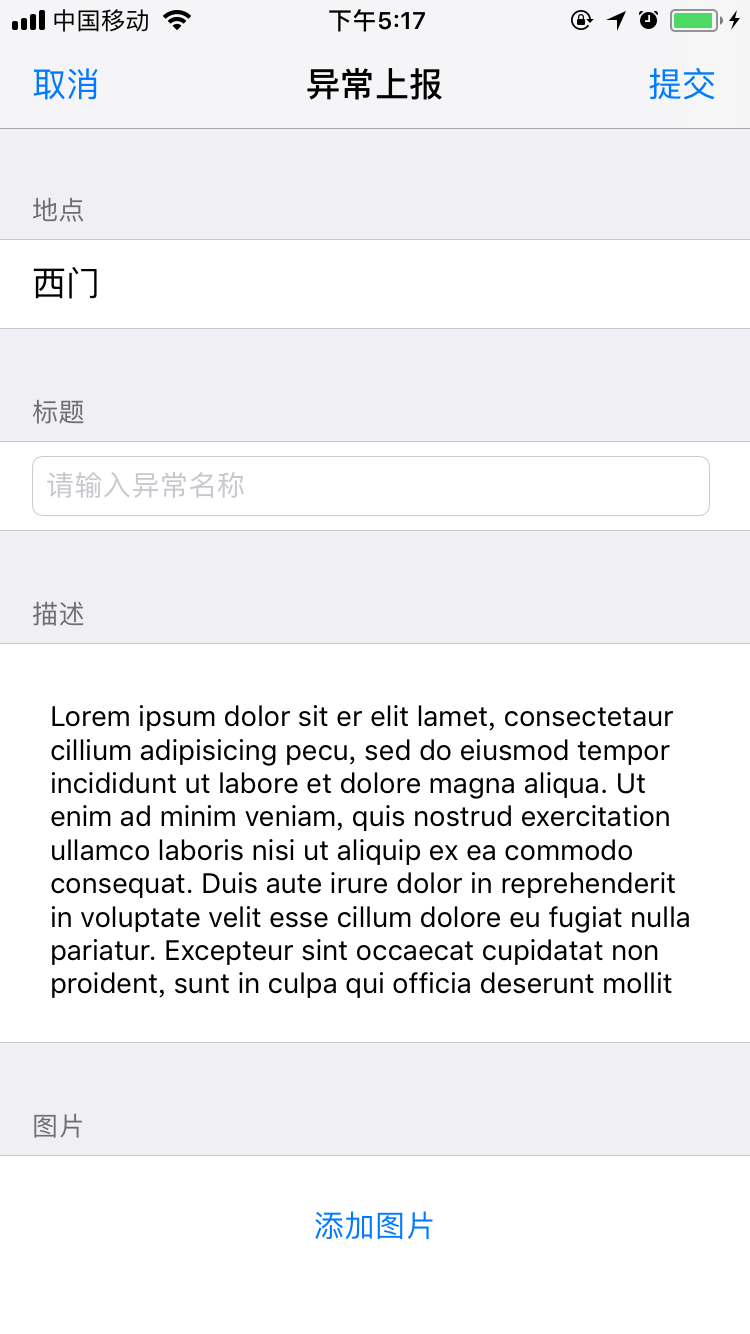 中国移动
下午5:17
取消
异常上报
提交
地点
西门
标题
请输入异常名称
描述
Lorem ipsum dolor sit er elit lamet, consectetaur
cillium adipisicing pecu, sed do eiusmod tempor
incididunt ut labore et dolore magna aliqua. Ut
enim ad minim veniam, quis nostrud exercitation
ullamco laboris nisi ut aliquip ex ea commodo
consequat. Duis aute irure dolor in reprehenderit
in voluptate velit esse cillum dolore eu fugiat nulla
pariatur. Excepteur sint occaecat cupidatat non
proident, sunt in culpa qui officia deserunt mollit
图片
添加图片